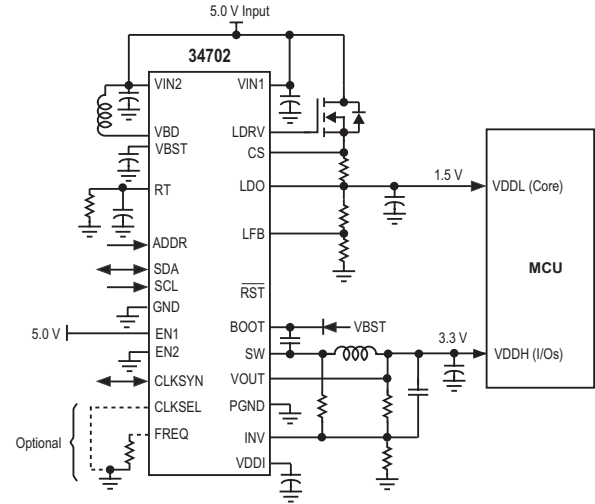 5.0 V Input
34702
VIN2
VIN1
VBD
LDRV
VBST
CS
RT
LDO
1.5 V
VDDL (Core)
LFB
ADDR
MCU
SDA
SCL
RST
GND
BOOT
VBST
5.0 V
EN1
3.3 V
EN2
SW
VDDH (I/Os)
CLKSYN
VOUT
CLKSEL
PGND
Optional
FREQ
INV
VDDI